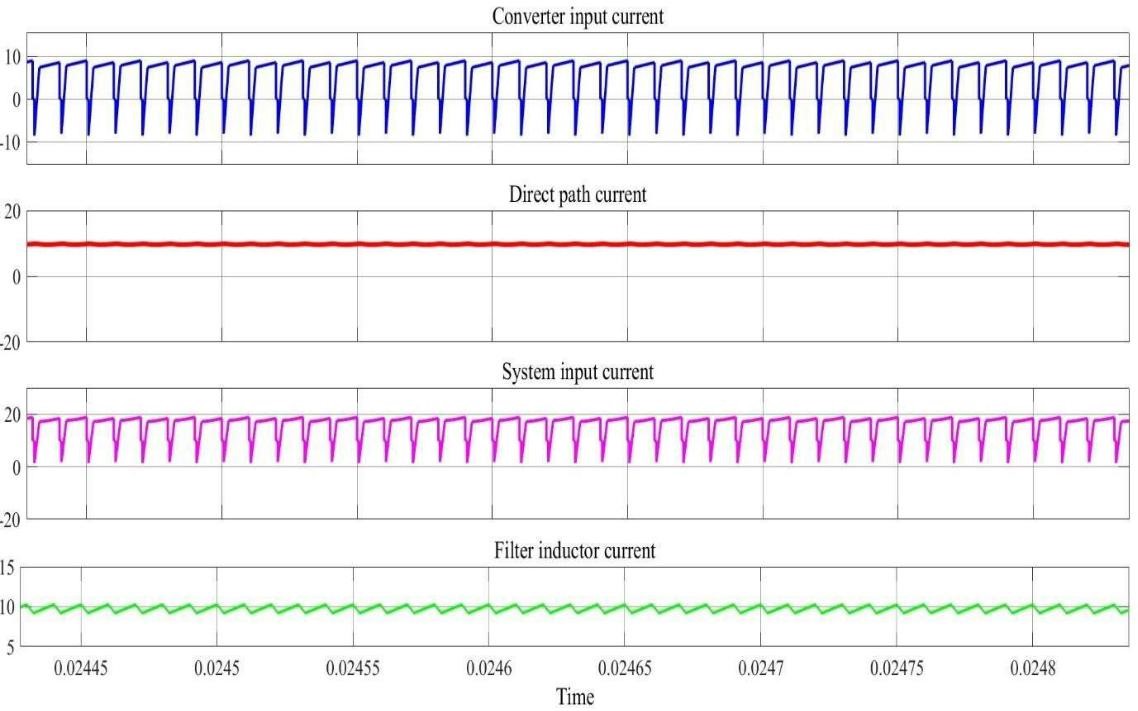 Converter input current
10
0
-10
Direct path current
20
0
-20
System input current
20
0
-20
Filter inductor current
15
10
5
0.02445 0.0245 0.02455 0.0246 0.02465 0.0247 0.02475 0.0248
Time